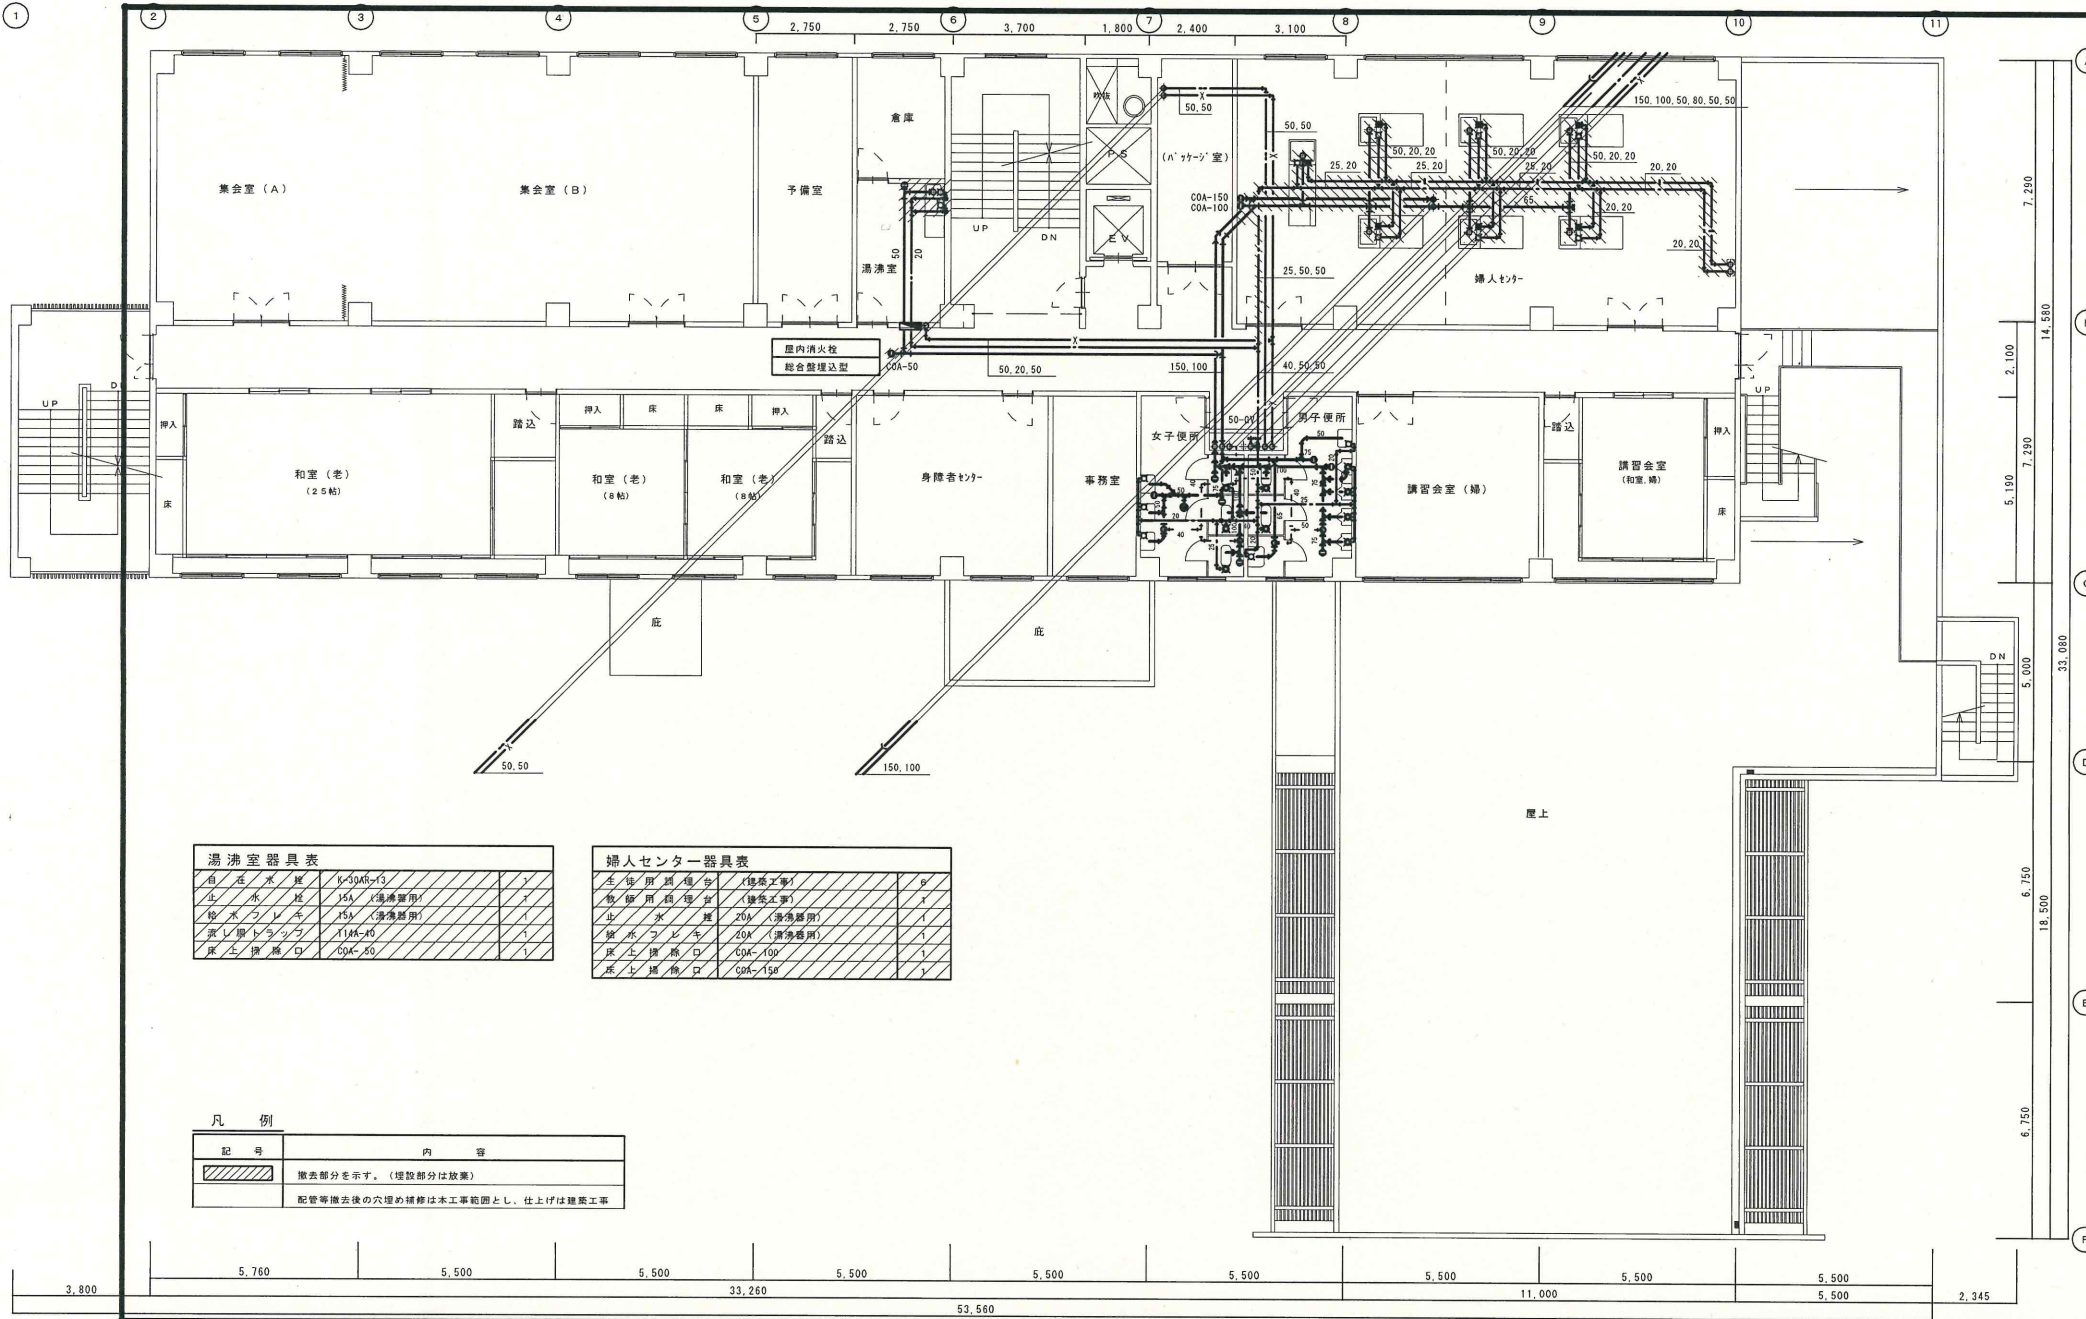 1 2 3 4 5 6 7 8 9 10 11
2,750 2,750 3,700 1,800 2,400 3,100
150,100,50,80,50,50
吹抜
50,50
倉庫
50,50
PS
(パッケージ室)
50,20,20 50,20,20 50,20,20
25,20 25,20 25,20 20,20
集会室(A) 集会室(B) 予備室
COA-150
COA-100
65
20,20
UP DN
EV
50 20
20,20
湯沸室
25,50,50
婦人センター
7,290
14,580
屋内消火栓
総合盤埋込型
COA-50
50,20,50
150,100
40,50,50
2,100
UP
UP
押入
踏込
押入 床 床 押入
踏込
女子便所
50-GV
男子便所
踏込
押入
和室(老)
(25帖)
和室(老)
(8帖)
和室(老)
(8帖)
身障者センター
事務室
講習会室(婦)
講習会室
(和室,婦)
床
床
5,190
7,290
庇
庇
DN
5,000
33,080
50,50
150,100
屋上
湯沸室器具表
自在水栓 K-30AR-13 1
止水栓 15A (湯沸器用) 1
給水フレキ 15A (湯沸器用) 1
流し用トラップ T14A-40 1
床上掃除口 COA-50 1
婦人センター器具表
生徒用調理台 (建築工事) 6
教師用調理台 (建築工事) 1
止水栓 20A (湯沸器用) 1
給水フレキ 20A (湯沸器用) 1
床上掃除口 COA-100 1
床上掃除口 COA-150 1
6,750
18,500
6,750
凡例
記号 内容
撤去部分を示す。(埋設部分は放棄)
配管等撤去後の穴埋め補修は本工事範囲とし、仕上げは建築工事
5,760 5,500 5,500 5,500 5,500 5,500 5,500 5,500 5,500
3,800 33,260 11,000 5,500 2,345
53,560